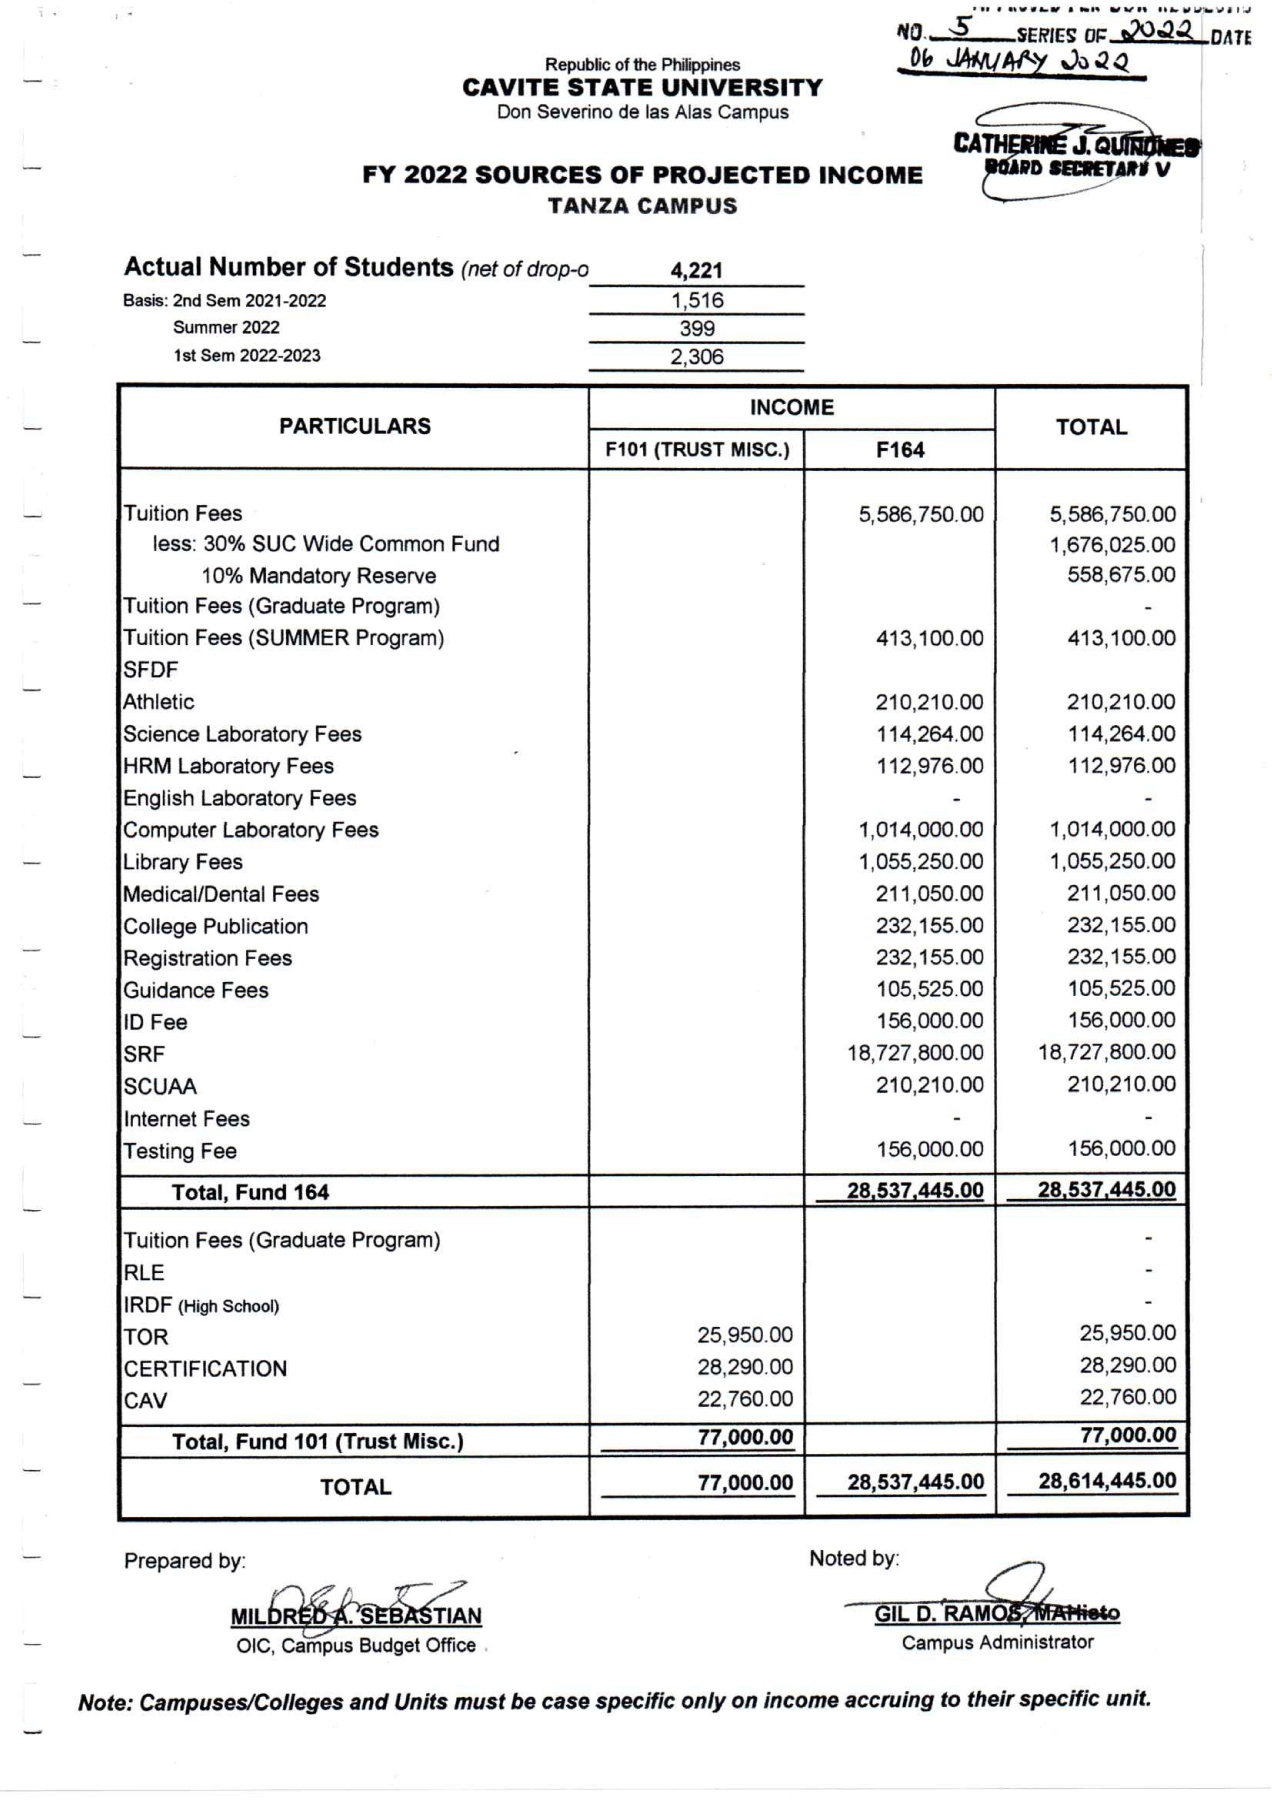 NO. 5 SERIES OF 2022 DATE
06 JANUARY 2022
Republic of the Philippines
CAVITE STATE UNIVERSITY
Don Severino de las Alas Campus
CATHERINE J. QUINONES
BOARD SECRETARY V
FY 2022 SOURCES OF PROJECTED INCOME
TANZA CAMPUS
Actual Number of Students (net of drop-o 4,221
Basis: 2nd Sem 2021-2022 1,516
Summer 2022 399
1st Sem 2022-2023 2,306
PARTICULARS INCOME TOTAL
F101 (TRUST MISC.) F164
Tuition Fees 5,586,750.00 5,586,750.00
less: 30% SUC Wide Common Fund 1,676,025.00
10% Mandatory Reserve 558,675.00
Tuition Fees (Graduate Program) -
Tuition Fees (SUMMER Program) 413,100.00 413,100.00
SFDF
Athletic 210,210.00 210,210.00
Science Laboratory Fees 114,264.00 114,264.00
HRM Laboratory Fees 112,976.00 112,976.00
English Laboratory Fees - -
Computer Laboratory Fees 1,014,000.00 1,014,000.00
Library Fees 1,055,250.00 1,055,250.00
Medical/Dental Fees 211,050.00 211,050.00
College Publication 232,155.00 232,155.00
Registration Fees 232,155.00 232,155.00
Guidance Fees 105,525.00 105,525.00
ID Fee 156,000.00 156,000.00
SRF 18,727,800.00 18,727,800.00
SCUAA 210,210.00 210,210.00
Internet Fees - -
Testing Fee 156,000.00 156,000.00
Total, Fund 164 28,537,445.00 28,537,445.00
Tuition Fees (Graduate Program) -
RLE -
IRDF (High School) -
TOR 25,950.00 25,950.00
CERTIFICATION 28,290.00 28,290.00
CAV 22,760.00 22,760.00
Total, Fund 101 (Trust Misc.) 77,000.00 77,000.00
TOTAL 77,000.00 28,537,445.00 28,614,445.00
Prepared by: Noted by:
MILDRED A. SEBASTIAN GIL D. RAMOS,
OIC, Campus Budget Office Campus Administrator
Note: Campuses/Colleges and Units must be case specific only on income accruing to their specific unit.